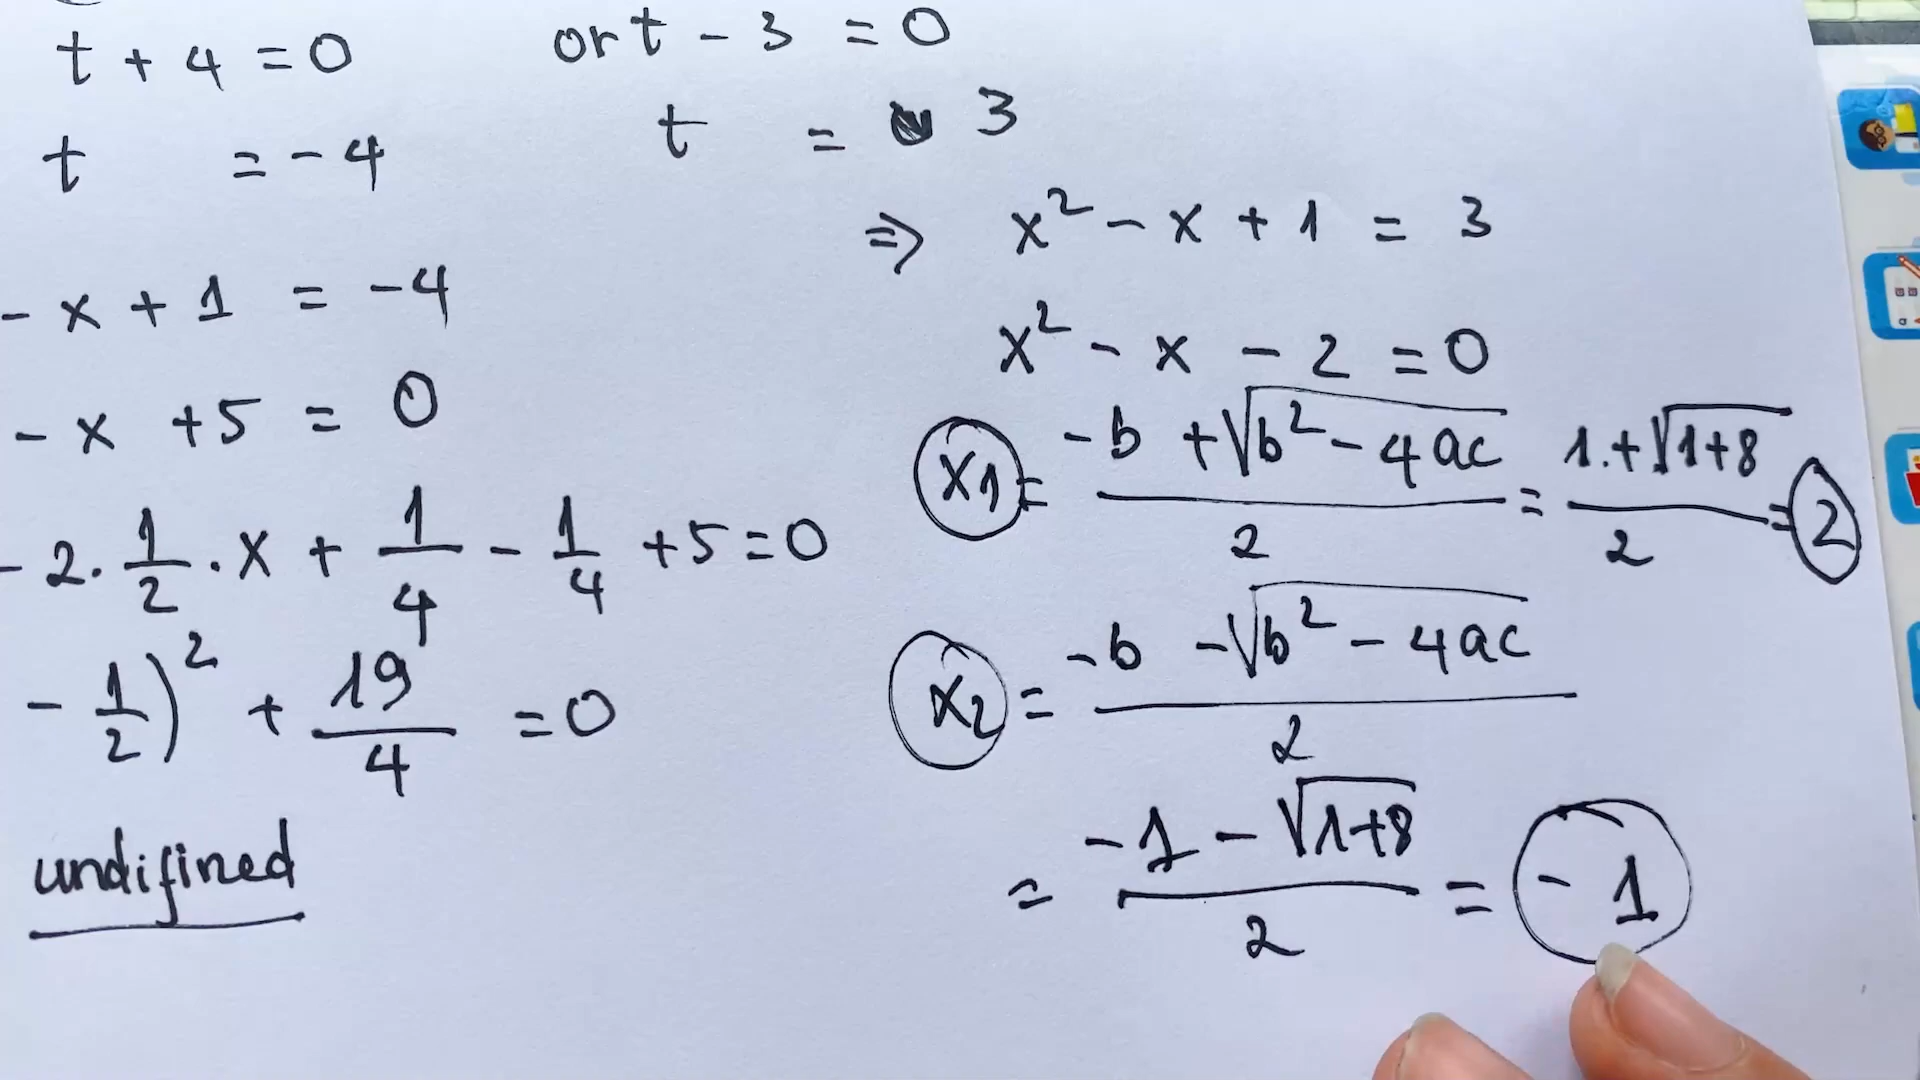 t + 4 = 0
or t - 3 = 0
t = -4
t = 3
⇒ x² - x + 1 = 3
- x + 1 = -4
x² - x - 2 = 0
- x + 5 = 0
x1 = (-b + √(b² - 4ac))/2 = (1. + √(1+8))/2 = 2
- 2 . 1/2 . x + 1/4 - 1/4 + 5 = 0
x2 = (-b - √(b² - 4ac))/2
- 1/2)² + 19/4 = 0
= (-1 - √(1+8))/2 = -1
undifined